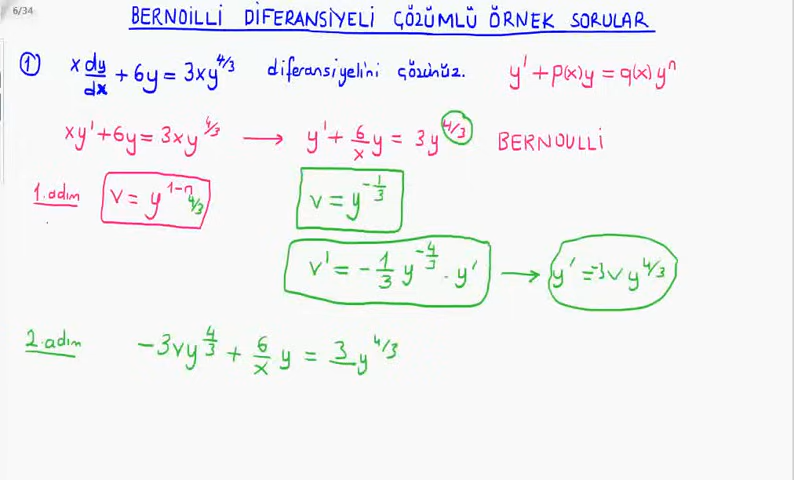 6/34
BERNOİLLİ DİFERANSİYELİ ÇÖZÜMLÜ ÖRNEK SORULAR
① x dy/dx + 6y = 3xy^4/3 diferansiyelini çözünüz. y' + p(x)y = q(x)y^n
xy' + 6y = 3xy^4/3 → y' + 6/x y = 3y^4/3 BERNOULLİ
1.adım v = y^1-n 4/3 v = y^-1/3
v' = -1/3 y^-4/3 · y' → y' = -3v y^4/3
2.adım -3vy^4/3 + 6/x y = 3y^4/3